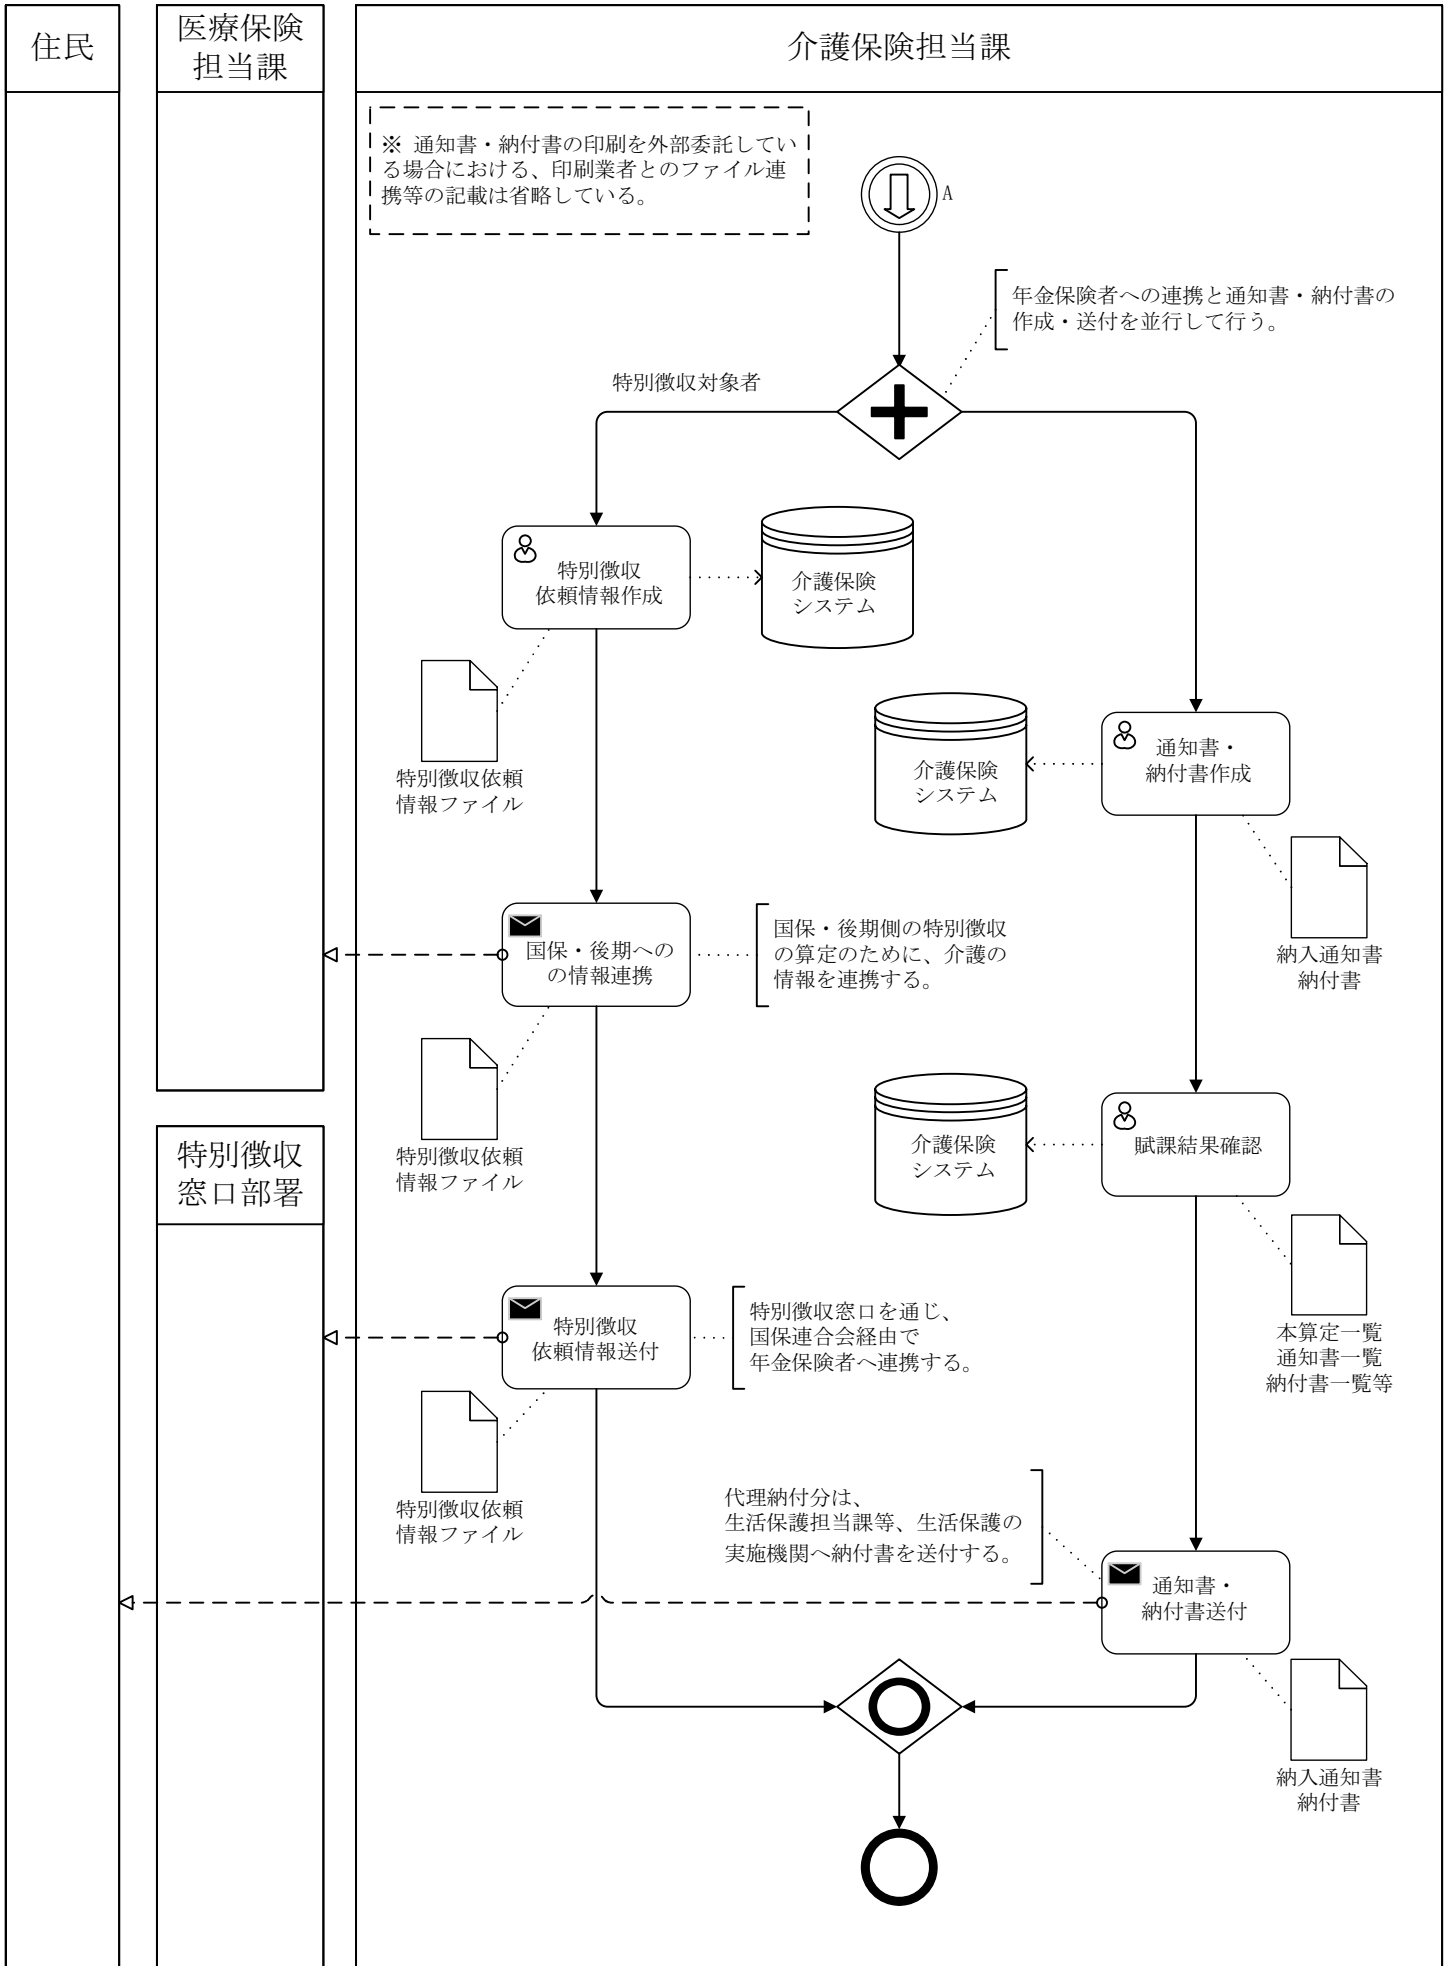 住民
医療保険
担当課
介護保険担当課
※ 通知書・納付書の印刷を外部委託してい
る場合における、印刷業者とのファイル連
携等の記載は省略している。
A
年金保険者への連携と通知書・納付書の
作成・送付を並行して行う。
特別徴収対象者
特別徴収
依頼情報作成
介護保険
システム
特別徴収依頼
情報ファイル
介護保険
システム
通知書・
納付書作成
納入通知書
納付書
国保・後期への
の情報連携
国保・後期側の特別徴収
の算定のために、介護の
情報を連携する。
特別徴収依頼
情報ファイル
特別徴収
窓口部署
介護保険
システム
賦課結果確認
本算定一覧
通知書一覧
納付書一覧等
特別徴収
依頼情報送付
特別徴収窓口を通じ、
国保連合会経由で
年金保険者へ連携する。
特別徴収依頼
情報ファイル
代理納付分は、
生活保護担当課等、生活保護の
実施機関へ納付書を送付する。
通知書・
納付書送付
納入通知書
納付書